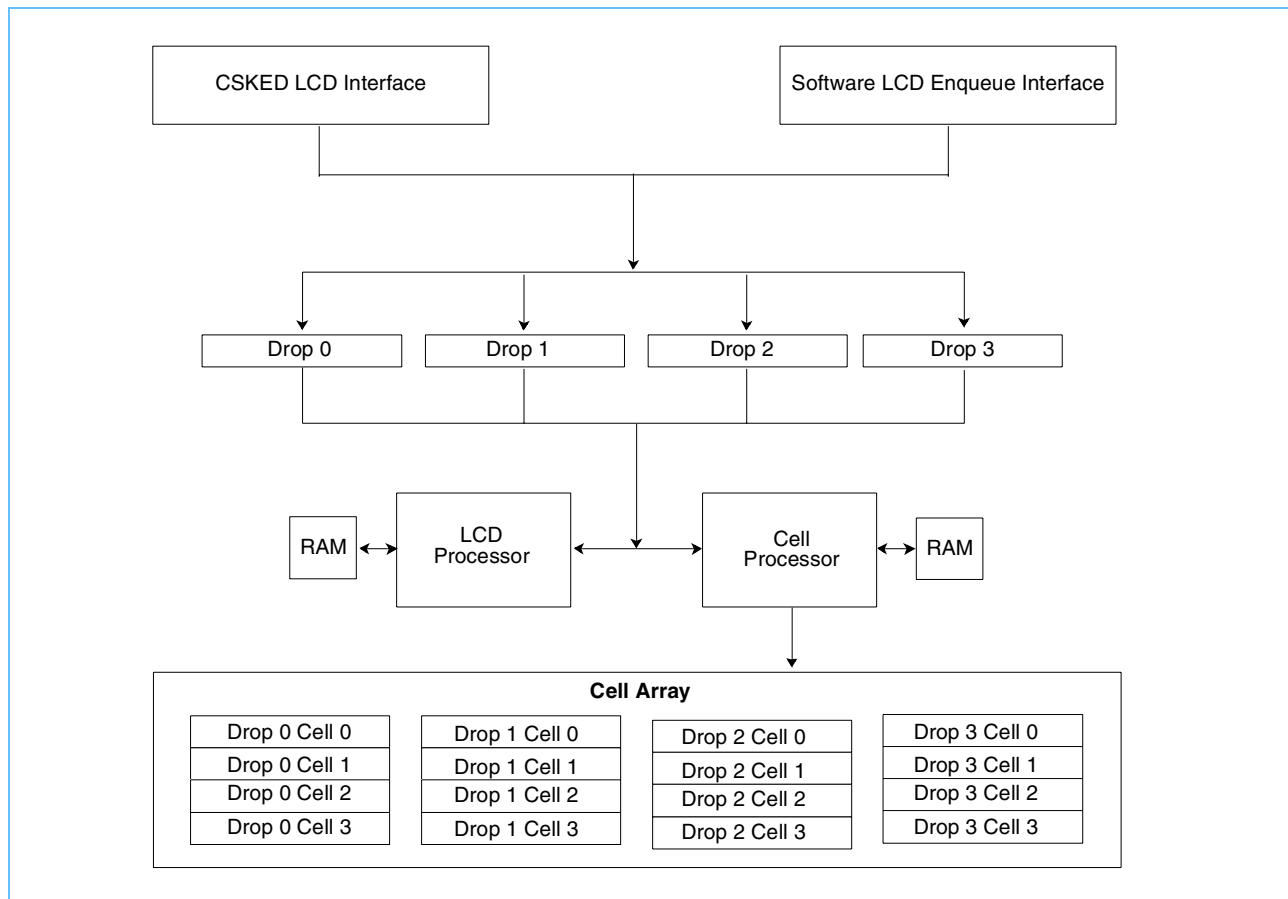 CSKED LCD Interface
Software LCD Enqueue Interface
Drop 0
Drop 1
Drop 2
Drop 3
RAM
LCD
Processor
Cell
Processor
RAM
Cell Array
Drop 0 Cell 0
Drop 0 Cell 1
Drop 0 Cell 2
Drop 0 Cell 3
Drop 1 Cell 0
Drop 1 Cell 1
Drop 1 Cell 2
Drop 1 Cell 3
Drop 2 Cell 0
Drop 2 Cell 1
Drop 2 Cell 2
Drop 2 Cell 3
Drop 3 Cell 0
Drop 3 Cell 1
Drop 3 Cell 2
Drop 3 Cell 3